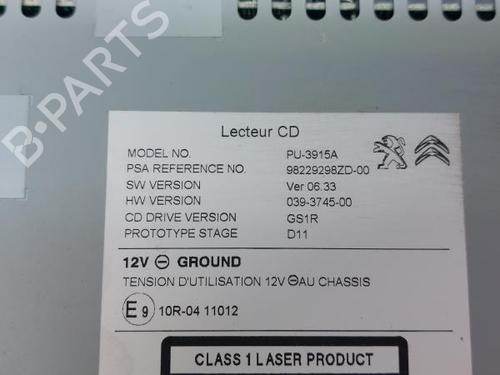 Lecteur CD
MODEL NO. PU-3915A
PSA REFERENCE NO. 98229298ZD-00
SW VERSION Ver 06.33
HW VERSION 039-3745-00
CD DRIVE VERSION GS1R
PROTOTYPE STAGE D11
12V ⊖ GROUND
TENSION D'UTILISATION 12V ⊖AU CHASSIS
E9 10R-04 11012
CLASS 1 LASER PRODUCT
B-PARTS